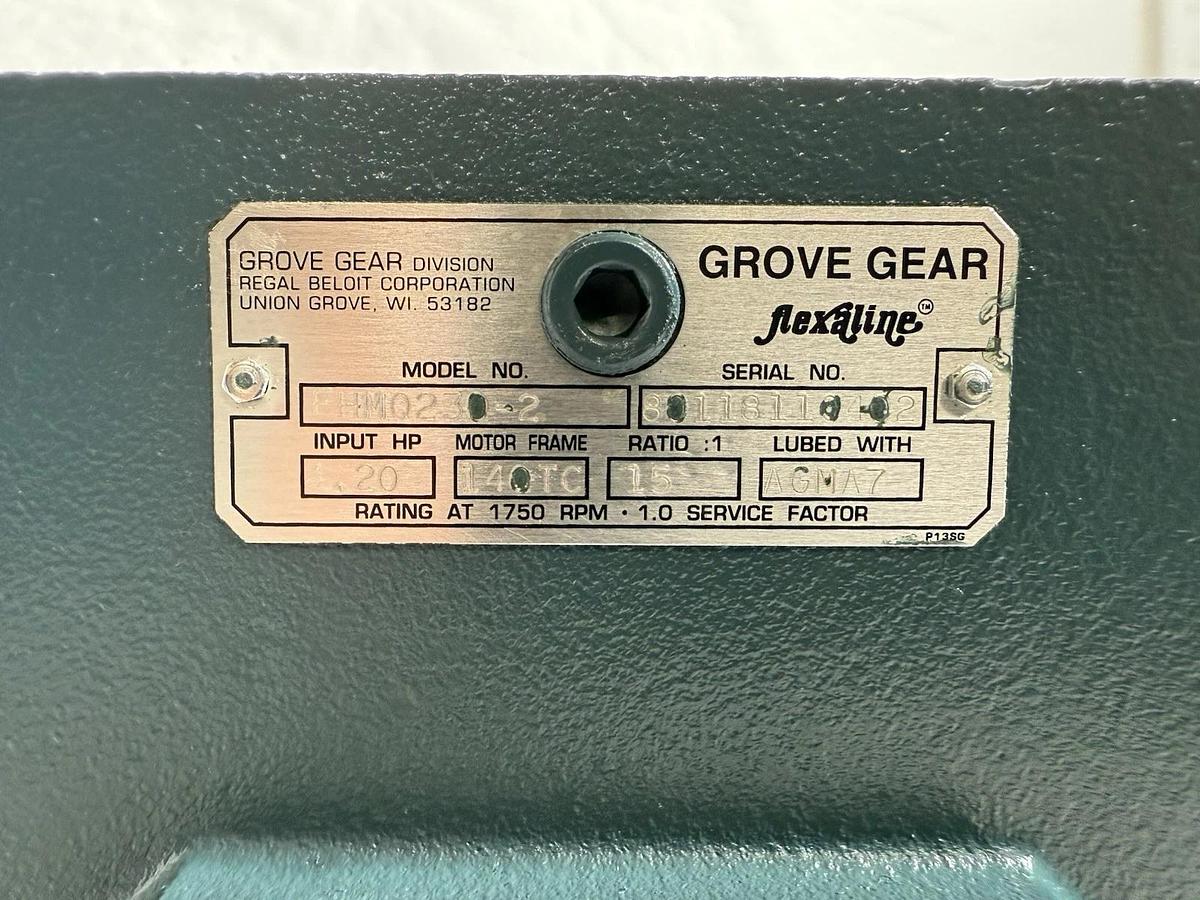 GROVE GEAR DIVISION
REGAL BELOIT CORPORATION
UNION GROVE, WI. 53182
GROVE GEAR
flexaline™
MODEL NO.
SERIAL NO.
INPUT HP
MOTOR FRAME
RATIO :1
LUBED WITH
140TC
15
AGMA7
RATING AT 1750 RPM • 1.0 SERVICE FACTOR
P13SG